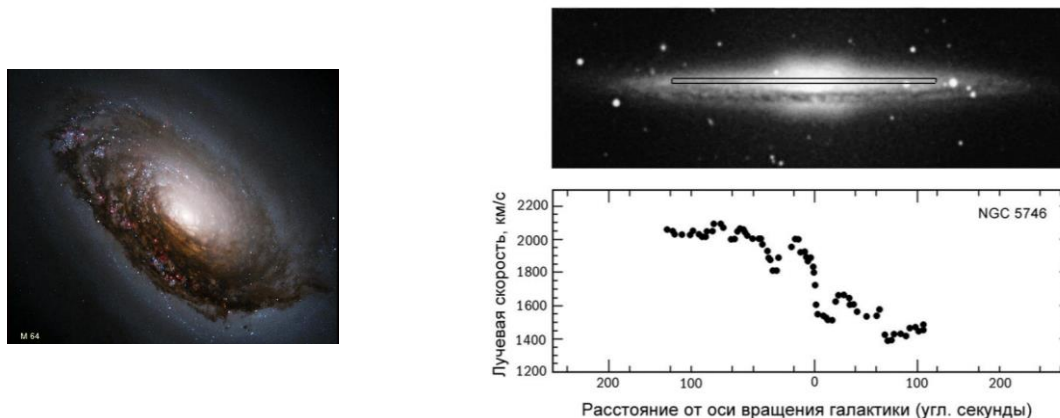 M 64
NGC 5746
Лучевая скорость, км/с
2200
2000
1800
1600
1400
1200
200 100 0 100 200
Расстояние от оси вращения галактики (угл. секунды)